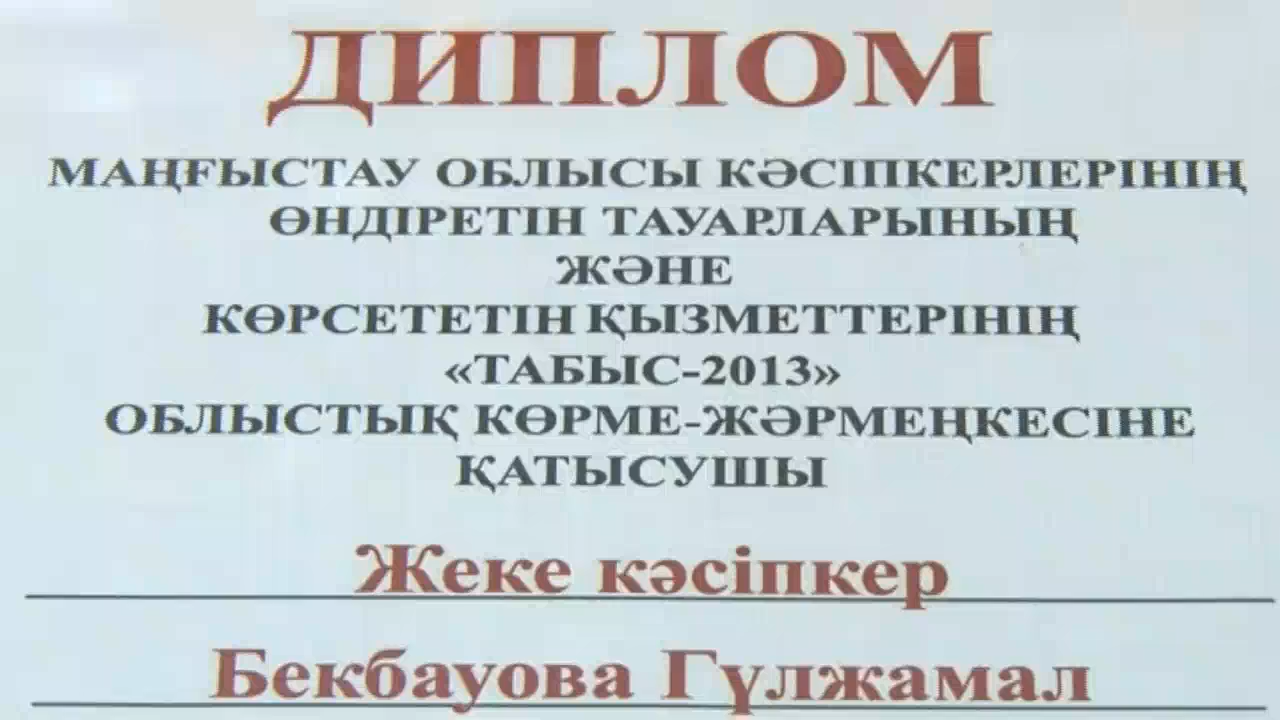 ДИПЛОМ
МАҢҒЫСТАУ ОБЛЫСЫ КӘСІПКЕРЛЕРІНІҢ
ӨНДІРЕТІН ТАУАРЛАРЫНЫҢ
ЖӘНЕ
КӨРСЕТЕТІН ҚЫЗМЕТТЕРІНІҢ
«ТАБЫС-2013»
ОБЛЫСТЫҚ КӨРМЕ-ЖӘРМЕҢКЕСІНЕ
ҚАТЫСУШЫ
Жеке кәсіпкер
Бекбауова Гүлжамал